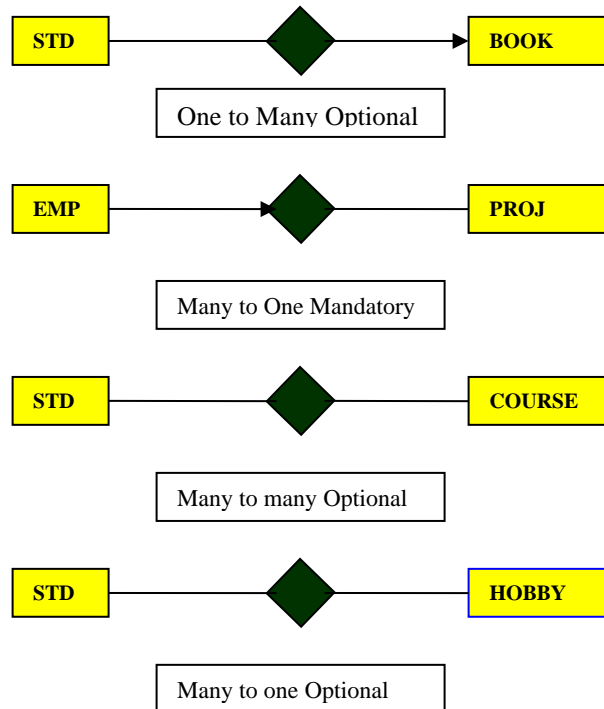 STD BOOK
One to Many Optional
EMP PROJ
Many to One Mandatory
STD COURSE
Many to many Optional
STD HOBBY
Many to one Optional